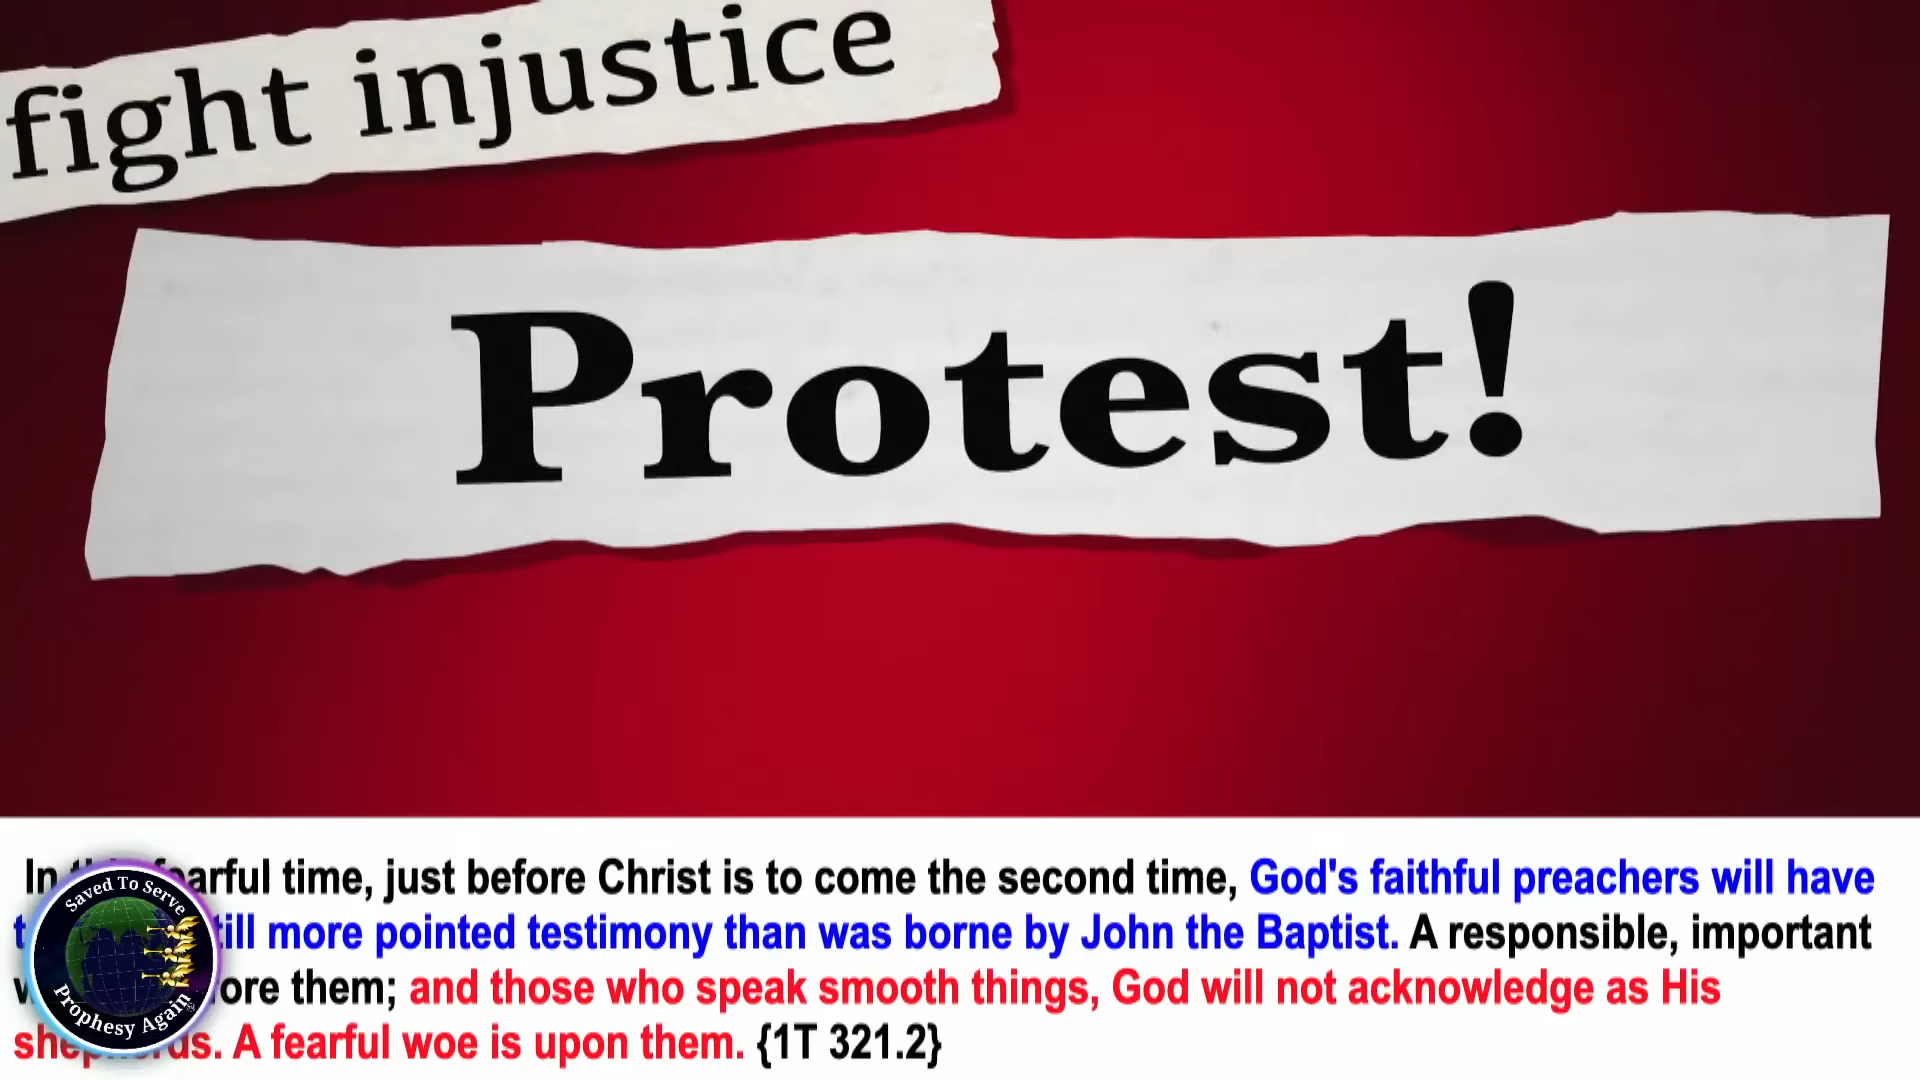 fight injustice
Protest!
In fearful time, just before Christ is to come the second time, God's faithful preachers will have
still more pointed testimony than was borne by John the Baptist. A responsible, important
before them; and those who speak smooth things, God will not acknowledge as His
shepherds. A fearful woe is upon them. {1T 321.2}
Saved To Serve
Prophesy Again